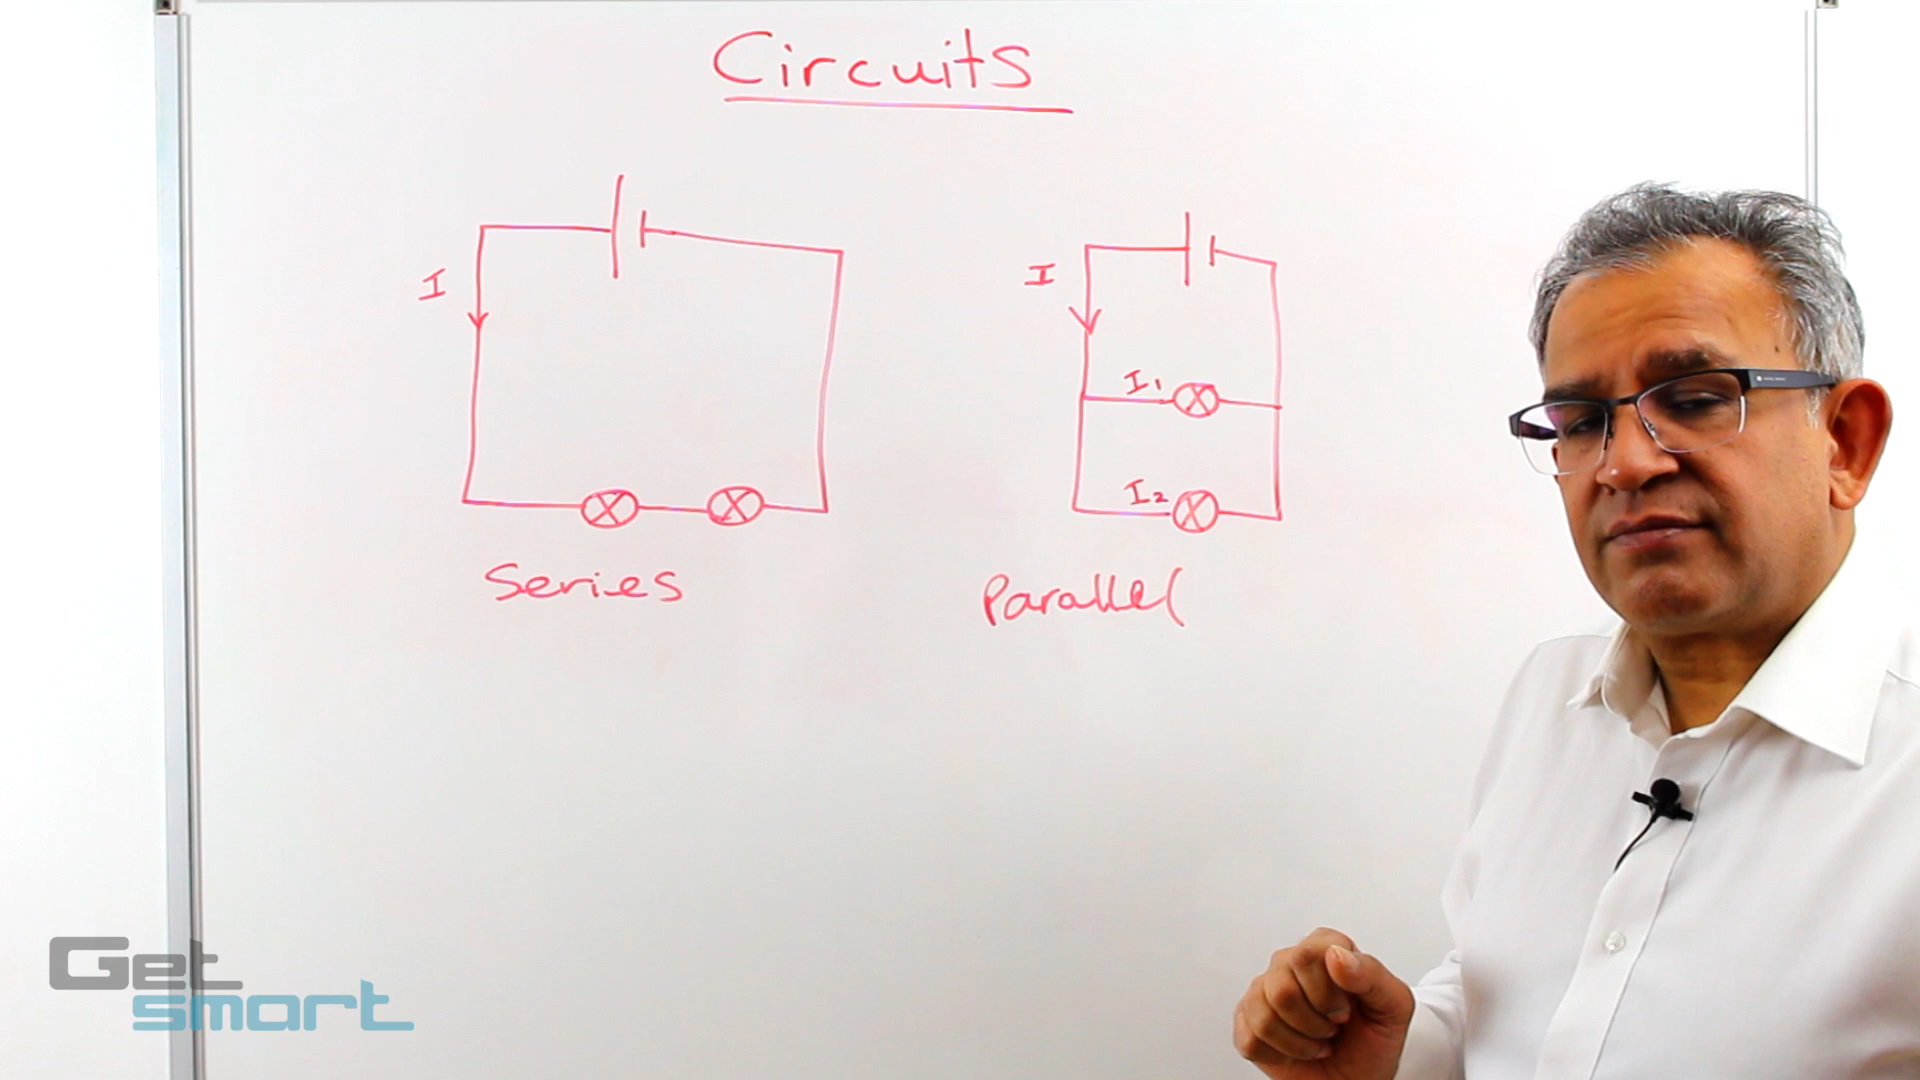 Circuits
I
I
I1
I2
Series
Parallel
Get
smart